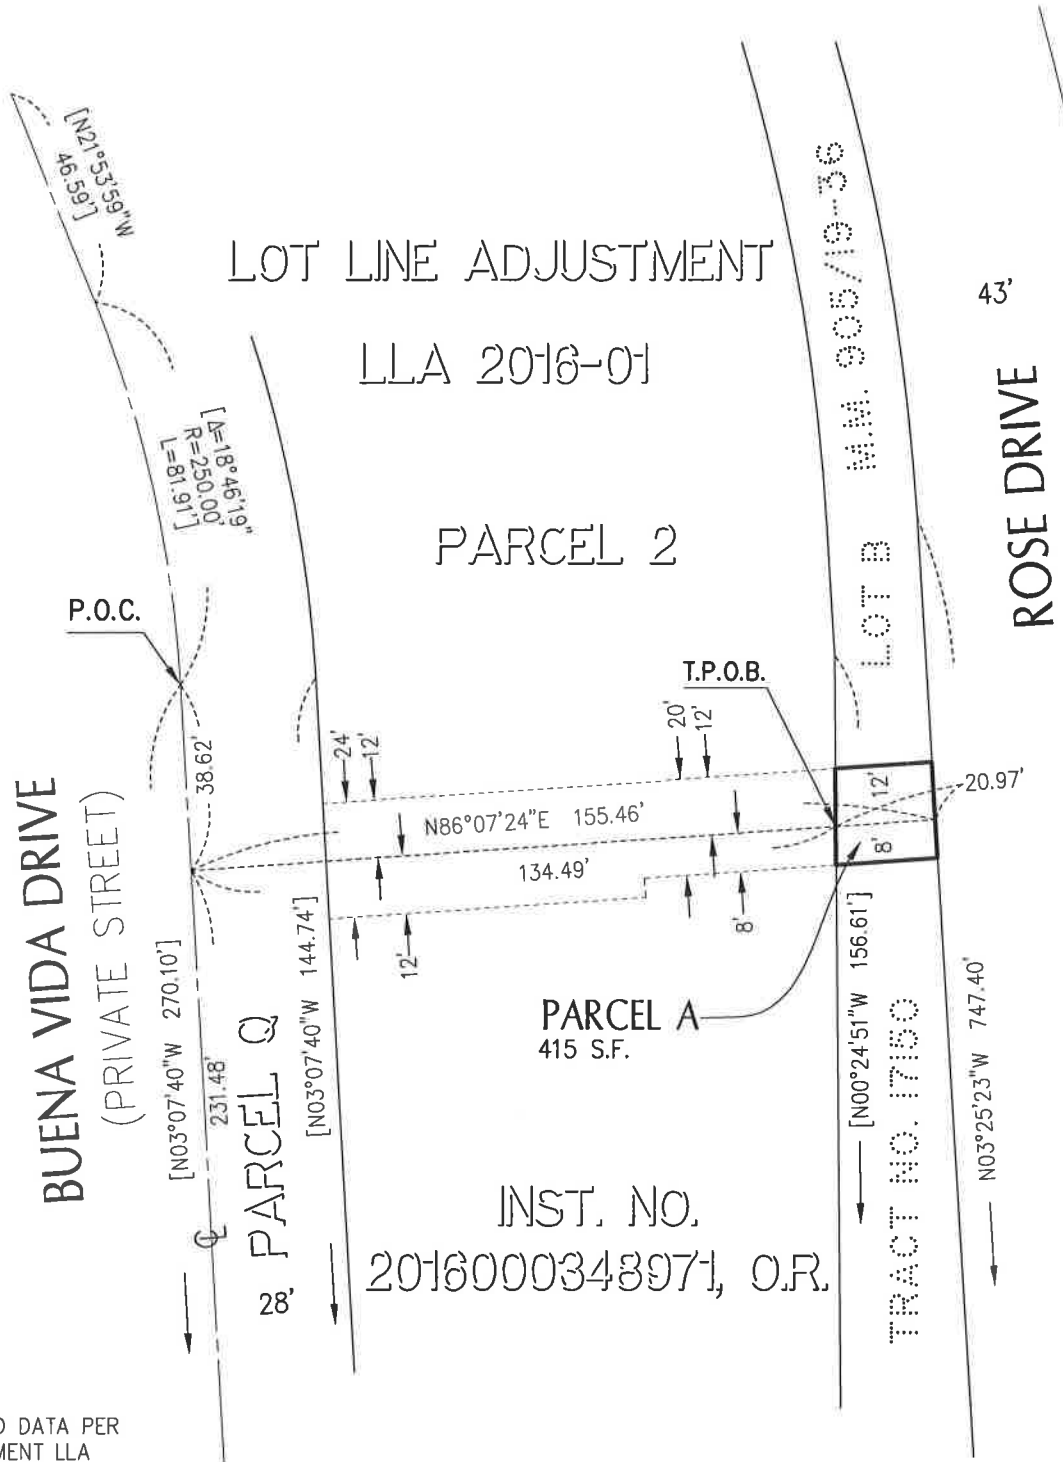 [N21°53'59"W
46.59']
LOT LINE ADJUSTMENT
LLA 2016-01
PARCEL 2
[Δ=18°46'19"
R=250.00'
L=81.91']
P.O.C.
38.62'
T.P.O.B.
24'
12'
20'
12'
N86°07'24"E 155.46'
134.49'
12'
8'
12'
8'
20.97'
43'
ROSE DRIVE
LOT B M.M. 905/19-36
BUENA VIDA DRIVE
(PRIVATE STREET)
[N03°07'40"W 270.10']
231.48'
PARCEL Q
28'
[N03°07'40"W 144.74']
PARCEL A
415 S.F.
[N00°24'51"W 156.61']
TRACT NO. 17150
N03°25'23"W 747.40'
INST. NO.
2016000348971, O.R.
DATA PER
MENT LLA